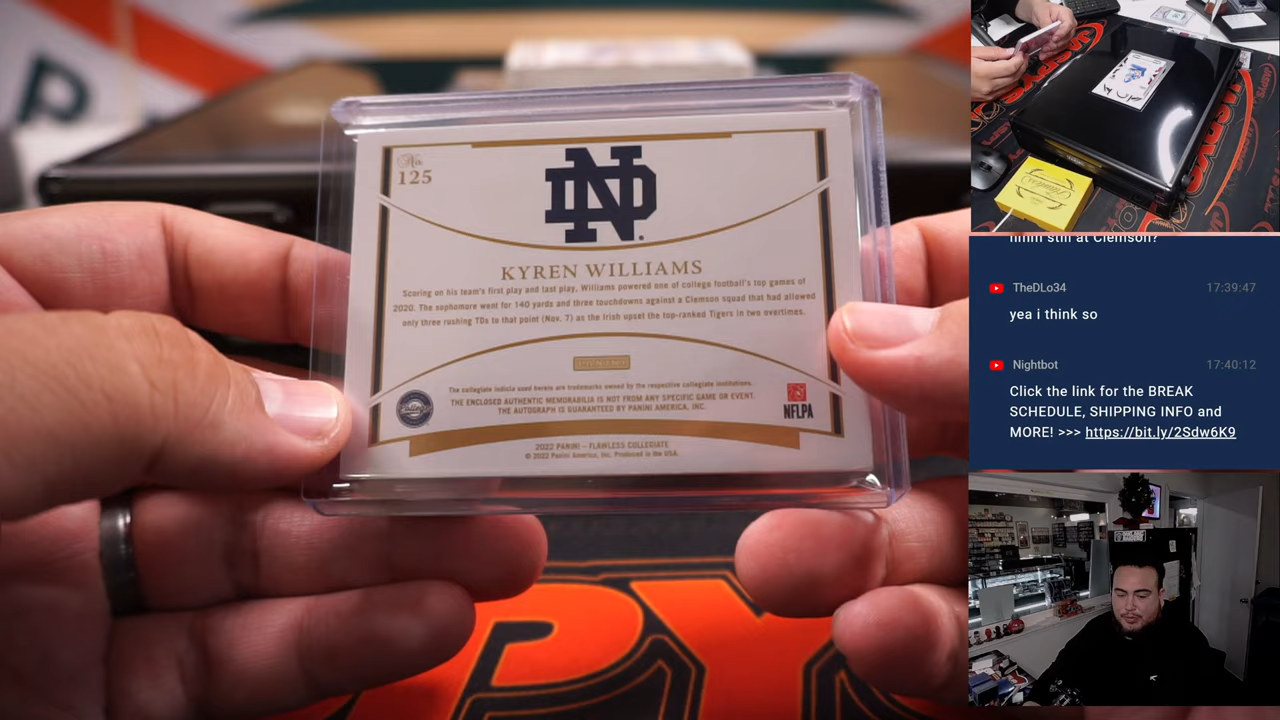 No.
125
ND
KYREN WILLIAMS
Scoring on his team's first play and last play, Williams powered one of college football's top games of
2020. The sophomore went for 140 yards and three touchdowns against a Clemson squad that had allowed
only three rushing TDs to that point (Nov. 7) as the Irish upset the top-ranked Tigers in two overtimes.
The collegiate indicia used herein are trademarks owned by the respective collegiate institutions.
THE ENCLOSED AUTHENTIC MEMORABILIA IS NOT FROM ANY SPECIFIC GAME OR EVENT.
THE AUTOGRAPH IS GUARANTEED BY PANINI AMERICA, INC.
NFLPA
2022 PANINI – FLAWLESS COLLEGIATE
© 2022 Panini America, Inc. Produced in the USA.
P
PY
JASPYS
hmm still at Clemson?
TheDLo34 17:39:47
yea i think so
Nightbot 17:40:12
Click the link for the BREAK
SCHEDULE, SHIPPING INFO and
MORE! >>> https://bit.ly/2Sdw6K9